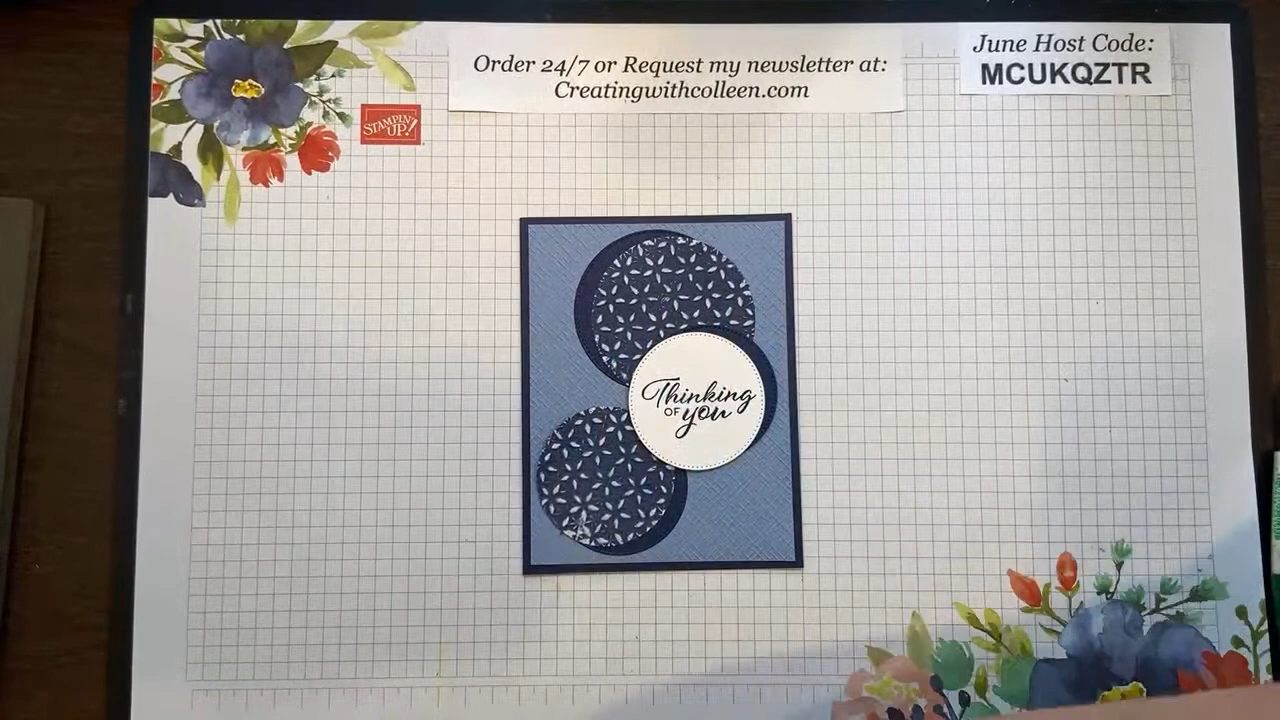 Order 24/7 or Request my newsletter at:
Creatingwithcolleen.com
June Host Code:
MCUKQZTR
STAMPIN' UP!
Thinking
OF you